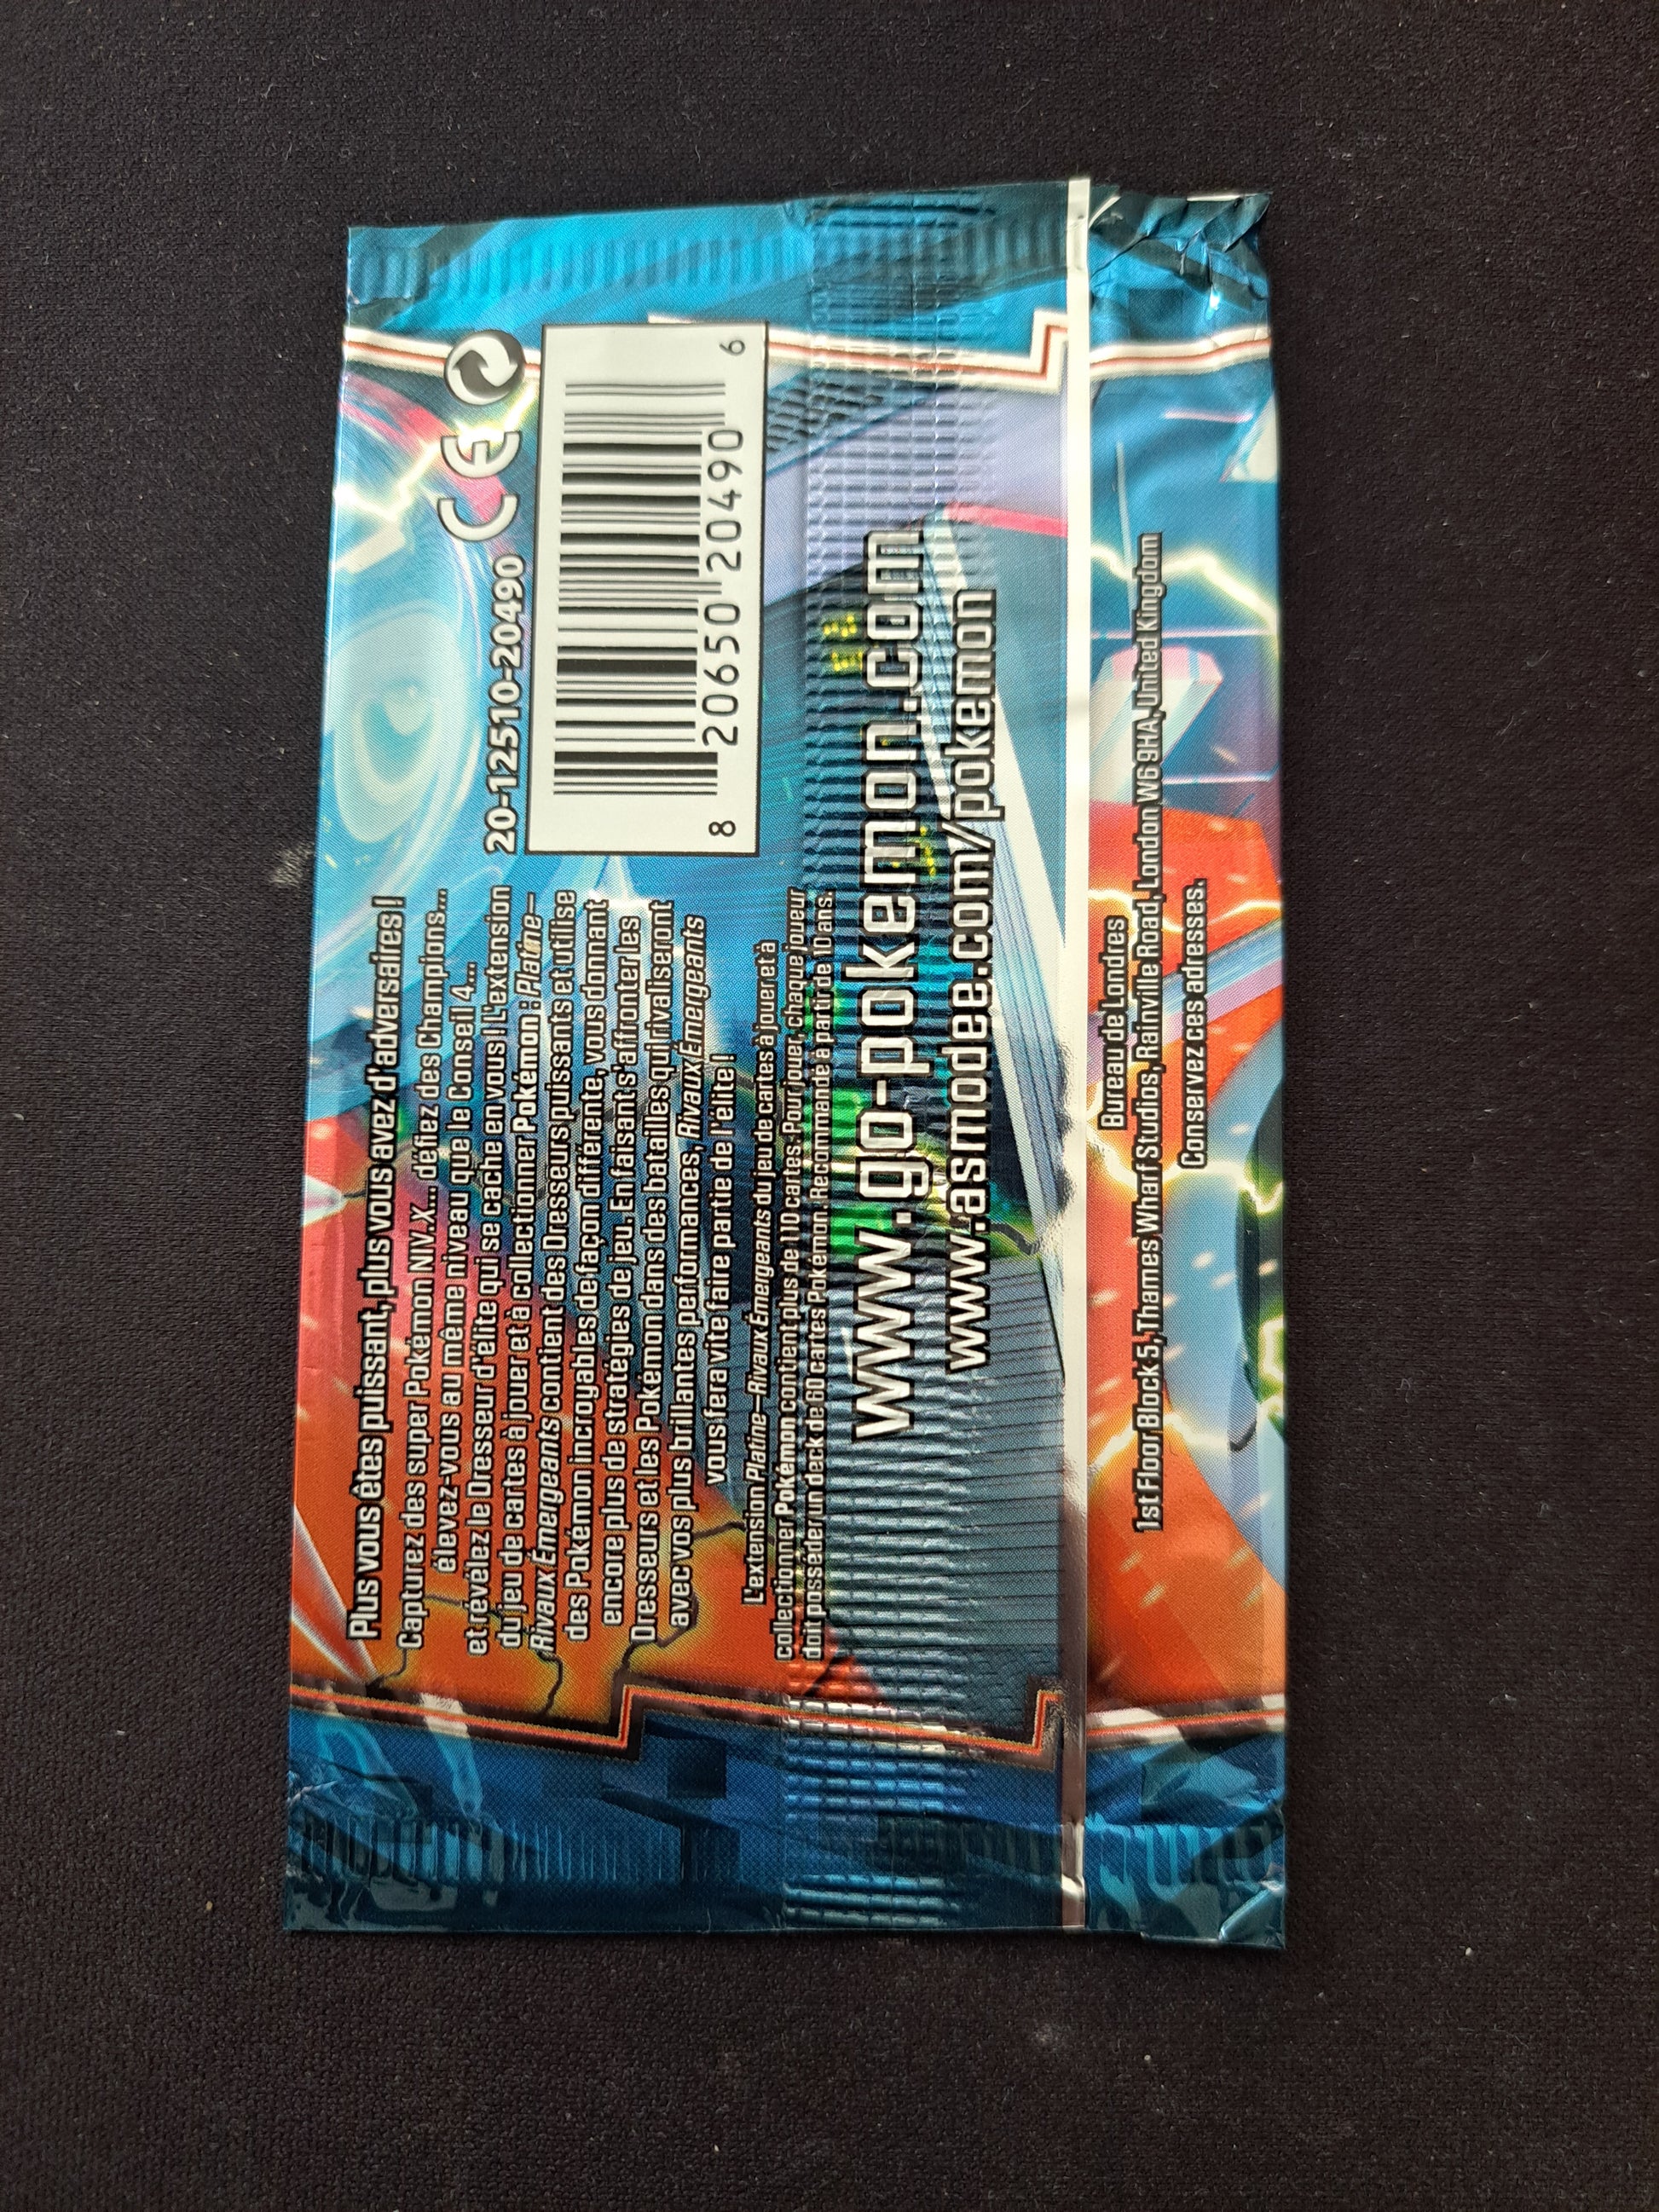 Plus vous êtes puissant, plus vous avez d'adversaires !
Capturez des super Pokémon NIV.X... défiez des Champions...
élevez-vous au même niveau que le Conseil 4...
et révélez le Dresseur d'élite qui se cache en vous ! L'extension
du jeu de cartes à jouer et à collectionner Pokémon : Platine–
Rivaux Émergeants contient des Dresseurs puissants et utilise
des Pokémon incroyables de façon différente, vous donnant
encore plus de stratégies de jeu. En faisant s'affronter les
Dresseurs et les Pokémon dans des batailles qui rivaliseront
avec vos plus brillantes performances, Rivaux Émergeants
vous fera vite faire partie de l'élite !
L'extension Platine–Rivaux Émergeants du jeu de cartes à jouer et à
collectionner Pokémon contient plus de 110 cartes. Pour jouer, chaque joueur
doit posséder un deck de 60 cartes Pokémon. Recommandé à partir de 10 ans.
20-12510-20490
CE
8 20650 20490 6
www.go-pokemon.com
www.asmodee.com/pokemon
Bureau de Londres
1st Floor Block 5, Thames Wharf Studios, Rainville Road, London W6 9HA, United Kingdom
Conservez ces adresses.